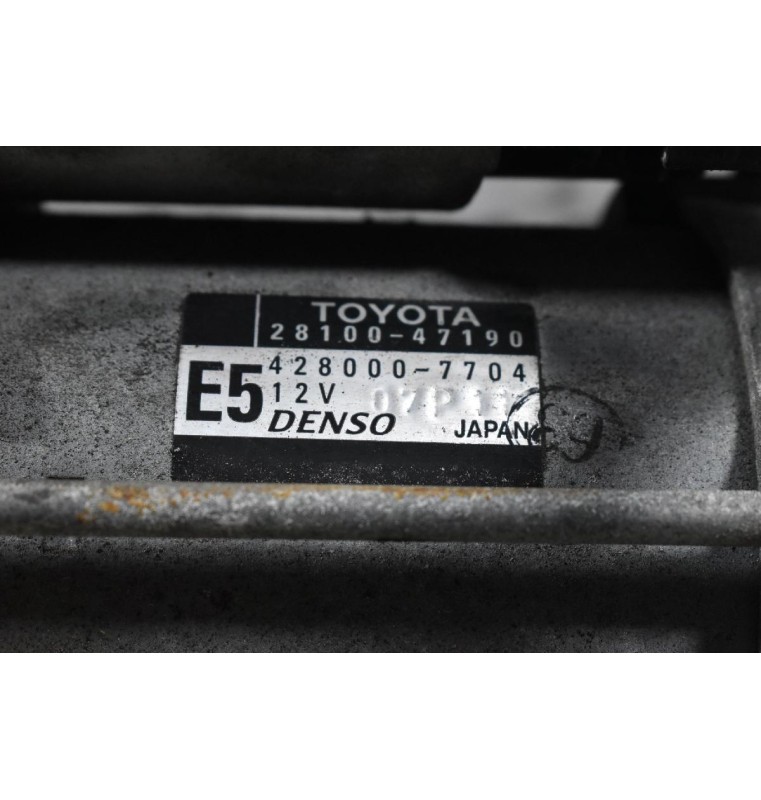 TOYOTA
28100-47190
E5
428000-7704
12V
DENSO
JAPAN